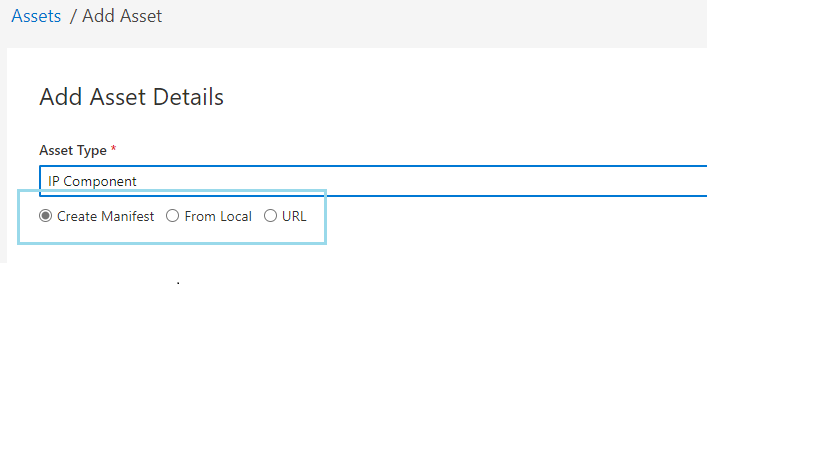 Assets / Add Asset
Add Asset Details
Asset Type *
IP Component
Create Manifest From Local URL
.